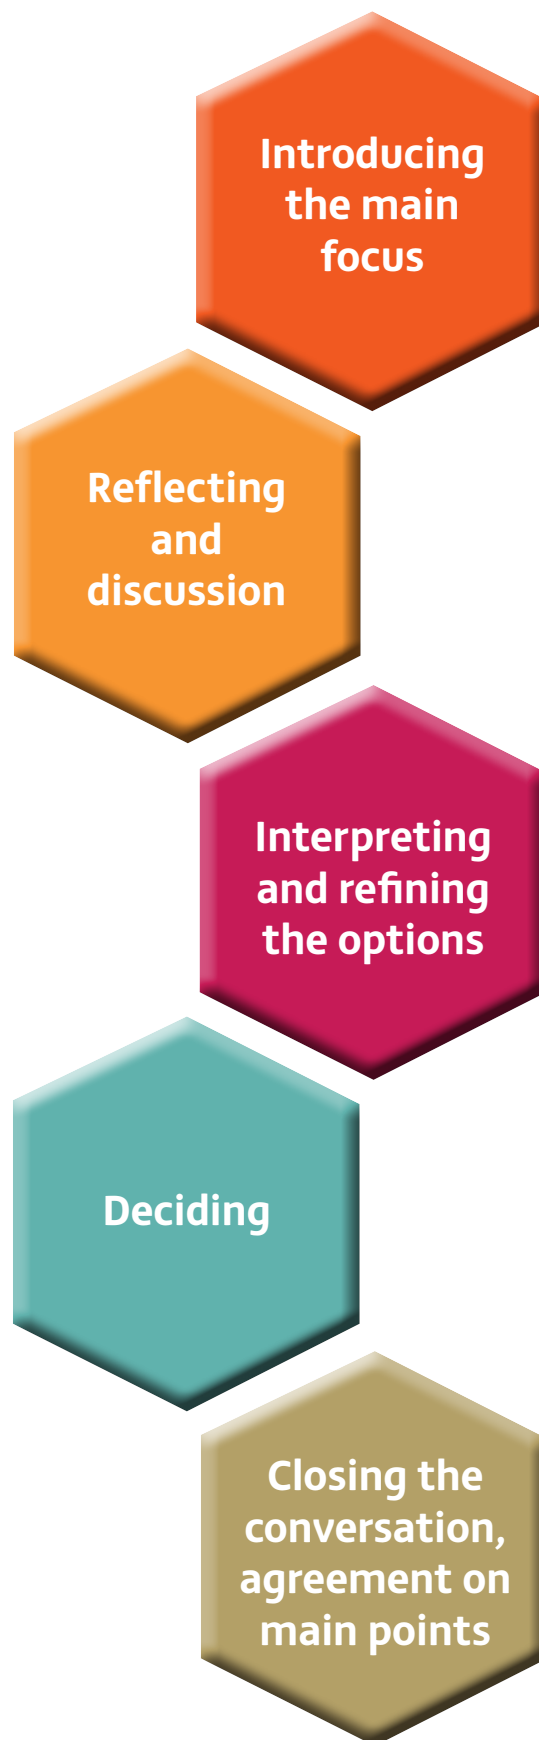 Introducing
the main
focus
Reflecting
and
discussion
Interpreting
and refining
the options
Deciding
Closing the
conversation,
agreement on
main points